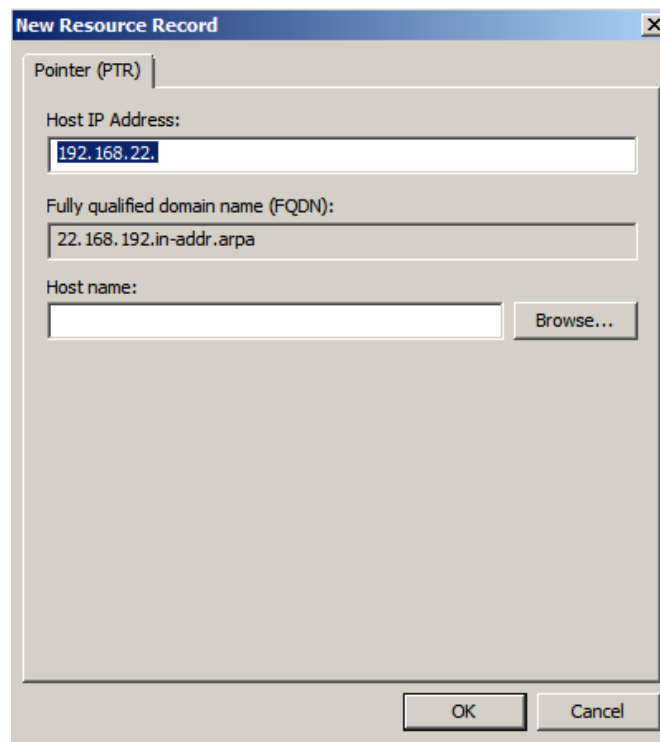 New Resource Record
Pointer (PTR)
Host IP Address:
192.168.22.
Fully qualified domain name (FQDN):
22.168.192.in-addr.arpa
Host name:
Browse...
OK Cancel